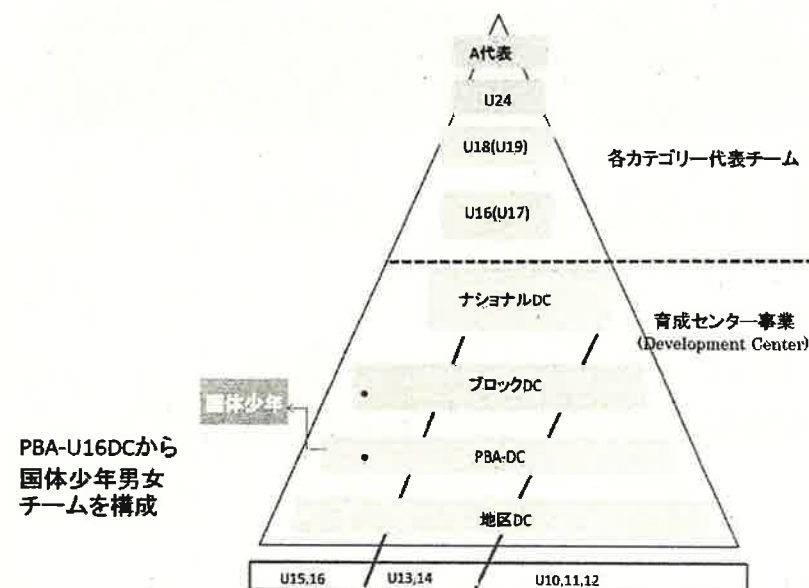 A代表
U24
U18(U19)
各カテゴリー代表チーム
U16(U17)
ナショナルDC
育成センター事業
(Development Center)
ブロックDC
国体少年
PBA-U16DCから
国体少年男女
チームを構成
PBA-DC
地区DC
U15,16
U13,14
U10,11,12